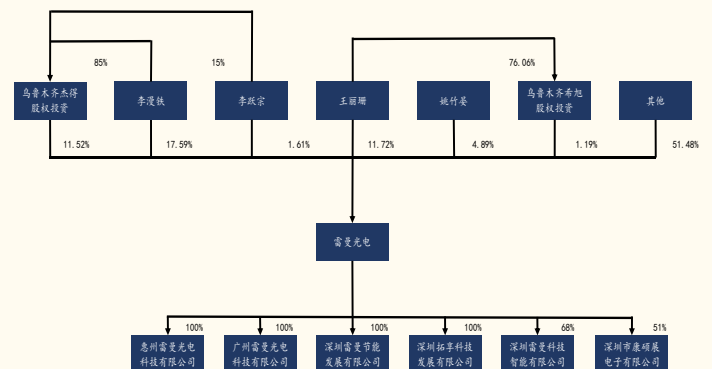 85%
15%
76.06%
乌鲁木齐杰得
股权投资
李漫铁
李跃宗
王丽珊
姚竹晏
乌鲁木齐希旭
股权投资
其他
11.52%
17.59%
1.61%
11.72%
4.89%
1.19%
51.48%
雷曼光电
100%
100%
100%
100%
68%
51%
惠州雷曼光电
科技有限公司
广州雷曼光电
科技有限公司
深圳雷曼节能
发展有限公司
深圳拓享科技
发展有限公司
深圳雷曼科技
智能有限公司
深圳市康硕展
电子有限公司